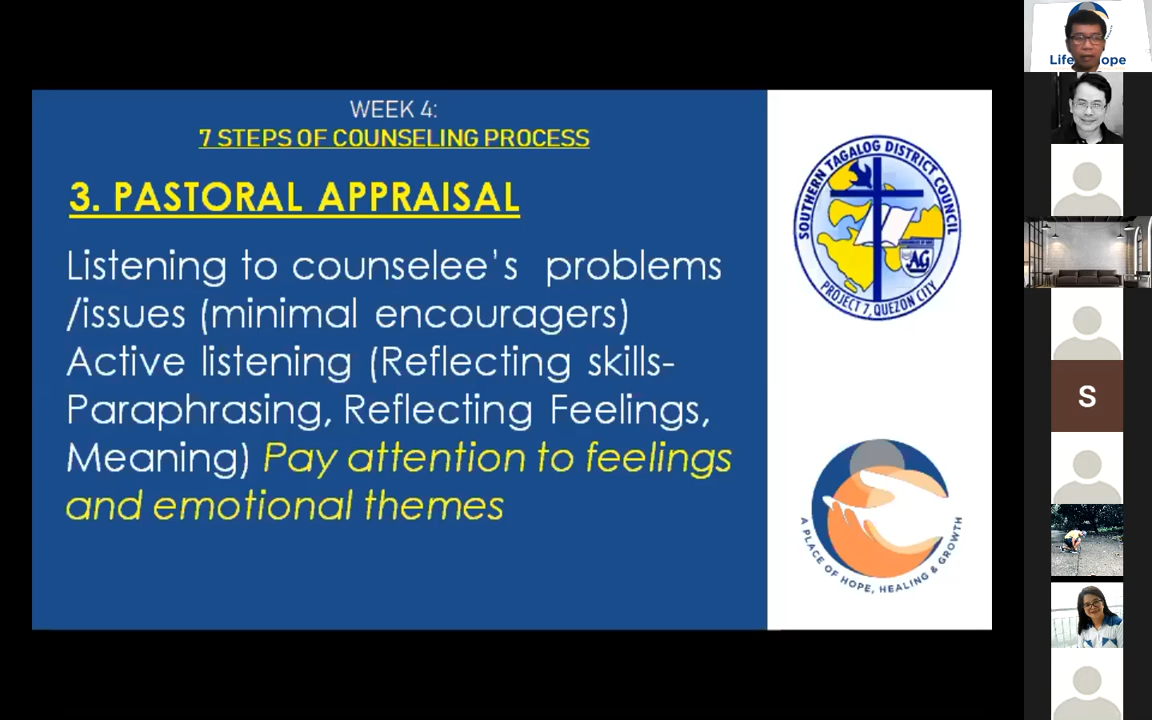 WEEK 4:
7 STEPS OF COUNSELING PROCESS
3. PASTORAL APPRAISAL
Listening to counselee's problems
/issues (minimal encouragers)
Active listening (Reflecting skills-
Paraphrasing, Reflecting Feelings,
Meaning) Pay attention to feelings
and emotional themes
SOUTHERN TAGALOG DISTRICT COUNCIL
AG
PROJECT 7, QUEZON CITY
A PLACE OF HOPE, HEALING & GROWTH
S